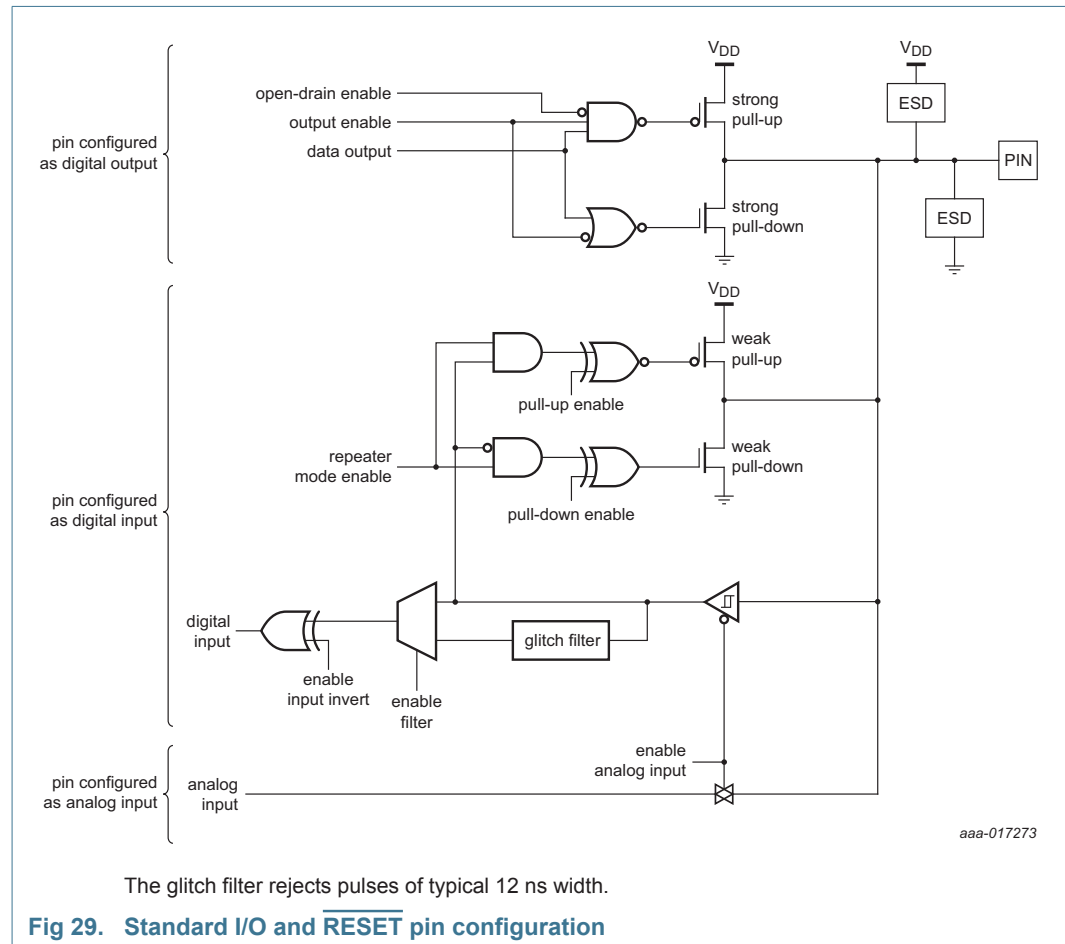 VDD
VDD
open-drain enable
output enable
data output
strong
pull-up
ESD
pin configured
as digital output
PIN
strong
pull-down
ESD
VDD
weak
pull-up
pull-up enable
repeater
mode enable
weak
pull-down
pull-down enable
pin configured
as digital input
digital
input
glitch filter
enable
input invert
enable
filter
enable
analog input
pin configured
as analog input
analog
input
aaa-017273
The glitch filter rejects pulses of typical 12 ns width.
Fig 29. Standard I/O and RESET pin configuration